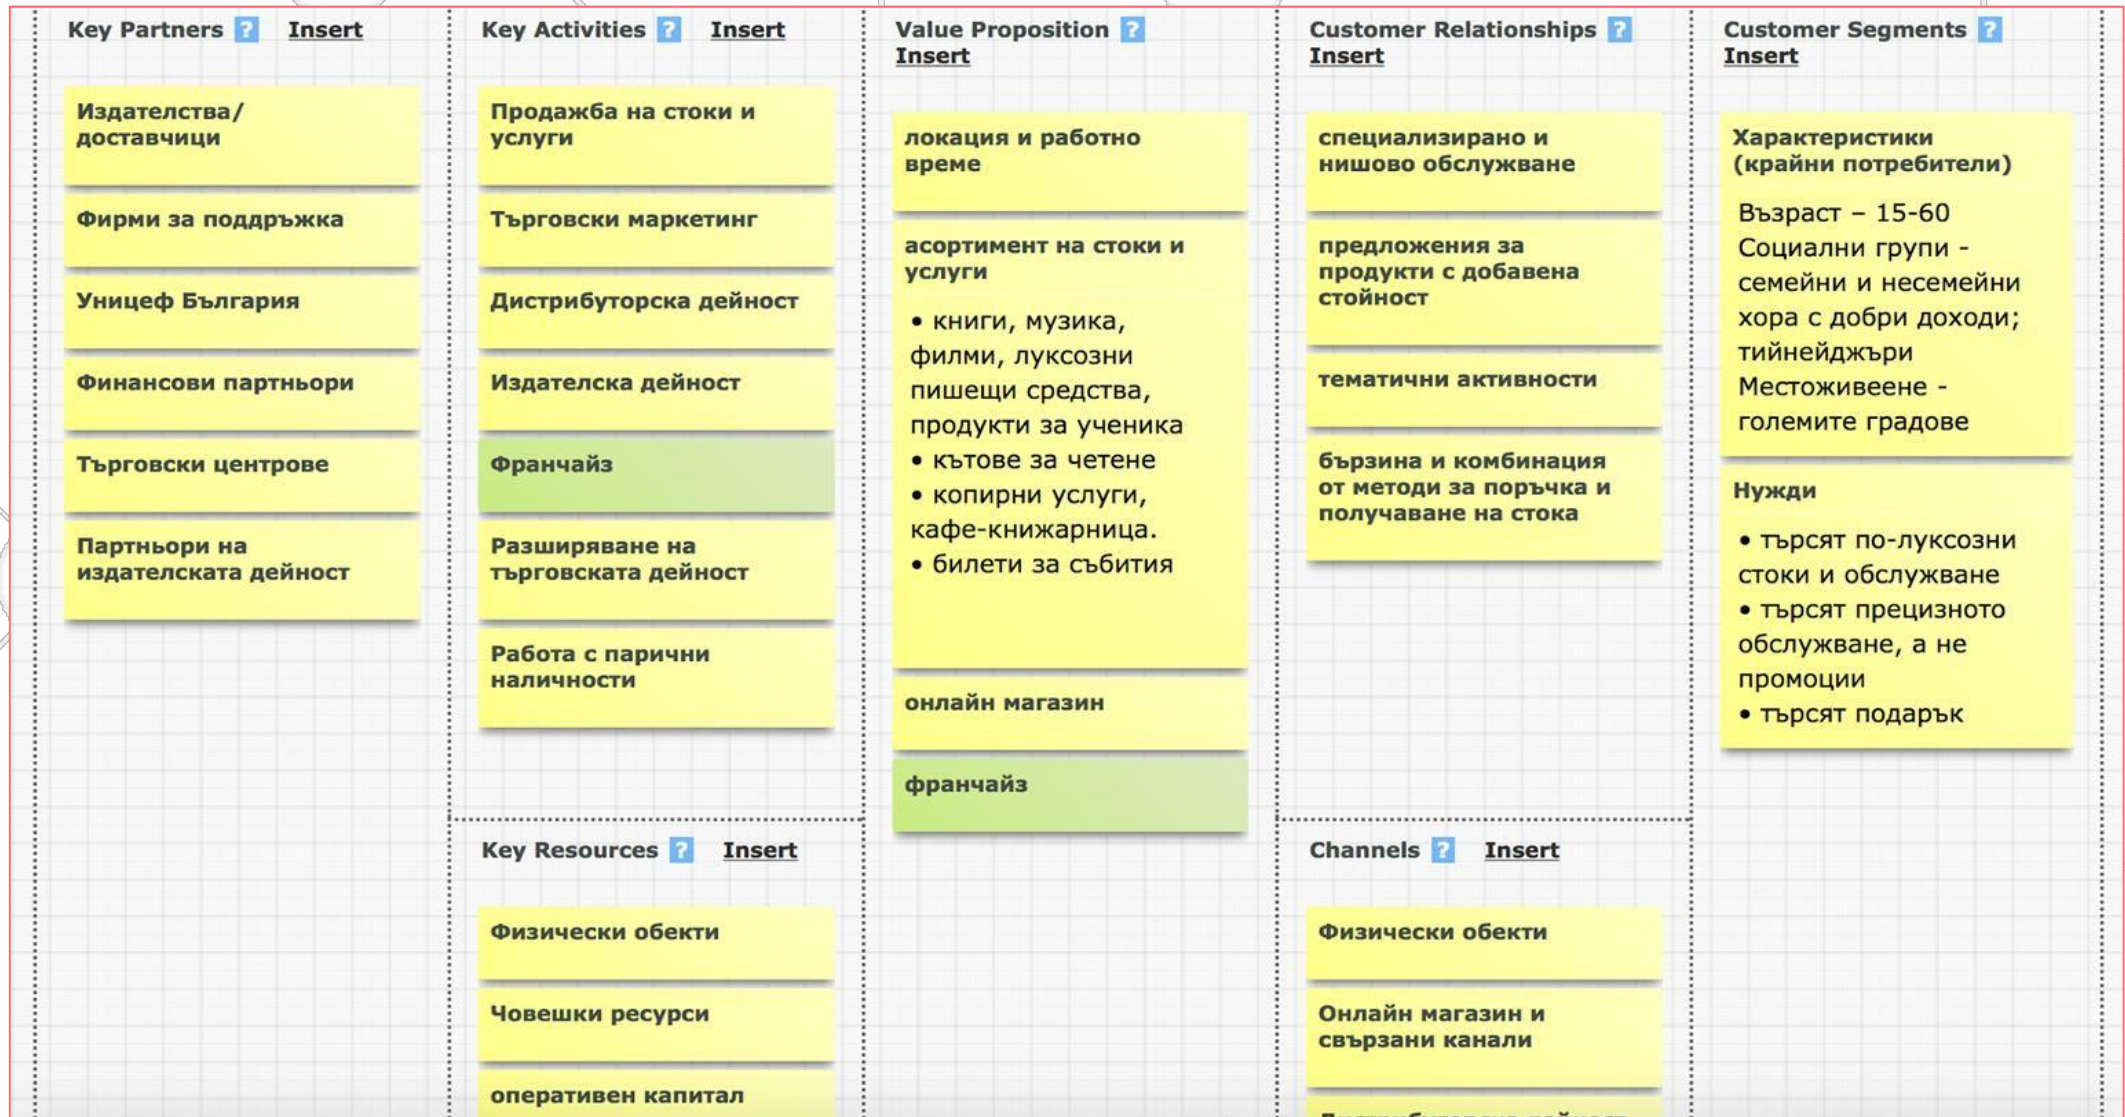 Key Partners ? Insert
Издателства/
доставчици
Фирми за поддръжка
Уницеф България
Финансови партньори
Търговски центрове
Партньори на
издателската дейност
Key Activities ? Insert
Продажба на стоки и
услуги
Търговски маркетинг
Дистрибуторска дейност
Издателска дейност
Франчайз
Разширяване на
търговската дейност
Работа с парични
наличности
Key Resources ? Insert
Физически обекти
Човешки ресурси
оперативен капитал
Value Proposition ?
Insert
локация и работно
време
асортимент на стоки и
услуги
• книги, музика,
филми, луксозни
пишещи средства,
продукти за ученика
• кътове за четене
• копирни услуги,
кафе-книжарница.
• билети за събития
онлайн магазин
франчайз
Customer Relationships ?
Insert
специализирано и
нишово обслужване
предложения за
продукти с добавена
стойност
тематични активности
бързина и комбинация
от методи за поръчка и
получаване на стока
Channels ? Insert
Физически обекти
Онлайн магазин и
свързани канали
Customer Segments ?
Insert
Характеристики
(крайни потребители)
Възраст – 15-60
Социални групи -
семейни и несемейни
хора с добри доходи;
тийнейджъри
Местоживеене -
големите градове
Нужди
• търсят по-луксозни
стоки и обслужване
• търсят прецизното
обслужване, а не
промоции
• търсят подарък